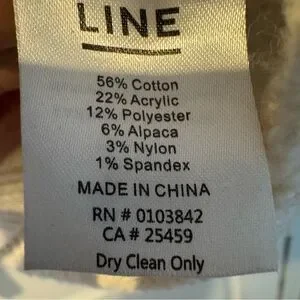 LINE
56% Cotton
22% Acrylic
12% Polyester
6% Alpaca
3% Nylon
1% Spandex
MADE IN CHINA
RN # 0103842
CA # 25459
Dry Clean Only